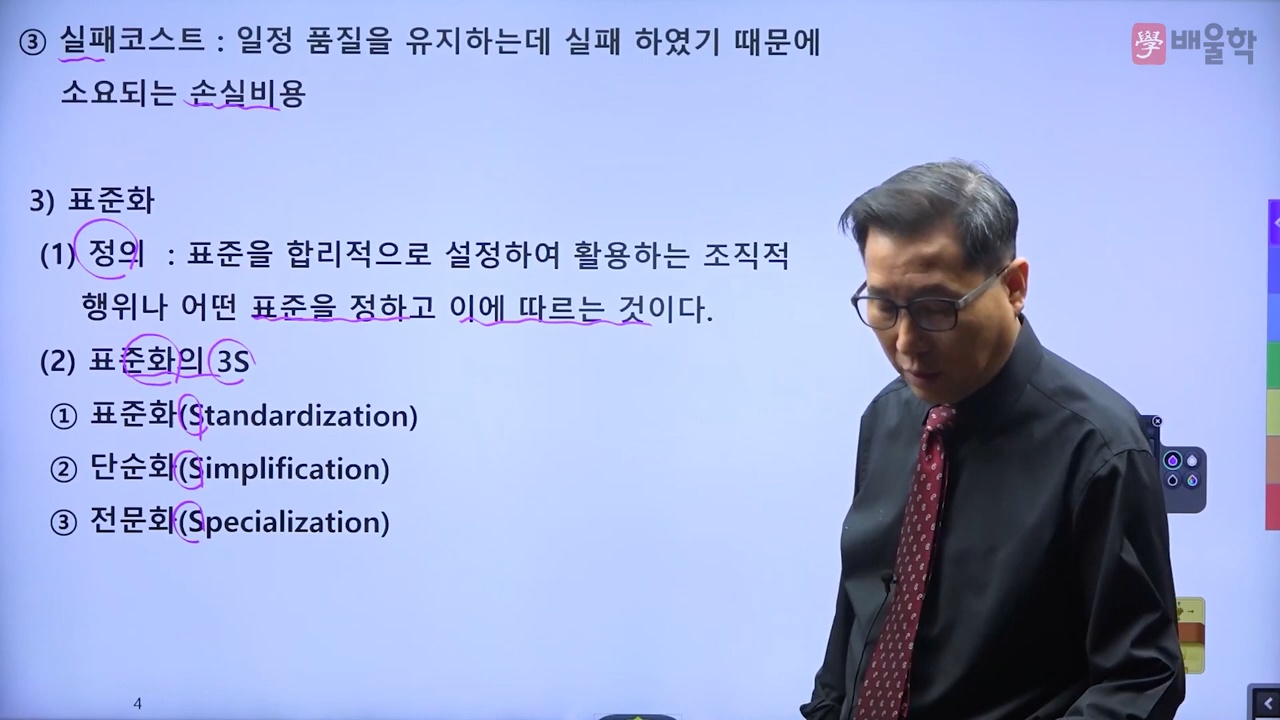 ③ 실패코스트 : 일정 품질을 유지하는데 실패 하였기 때문에
소요되는 손실비용
學 배울학
3) 표준화
(1) 정의 : 표준을 합리적으로 설정하여 활용하는 조직적
행위나 어떤 표준을 정하고 이에 따르는 것이다.
(2) 표준화의 3S
① 표준화(Standardization)
② 단순화(Simplification)
③ 전문화(Specialization)
4